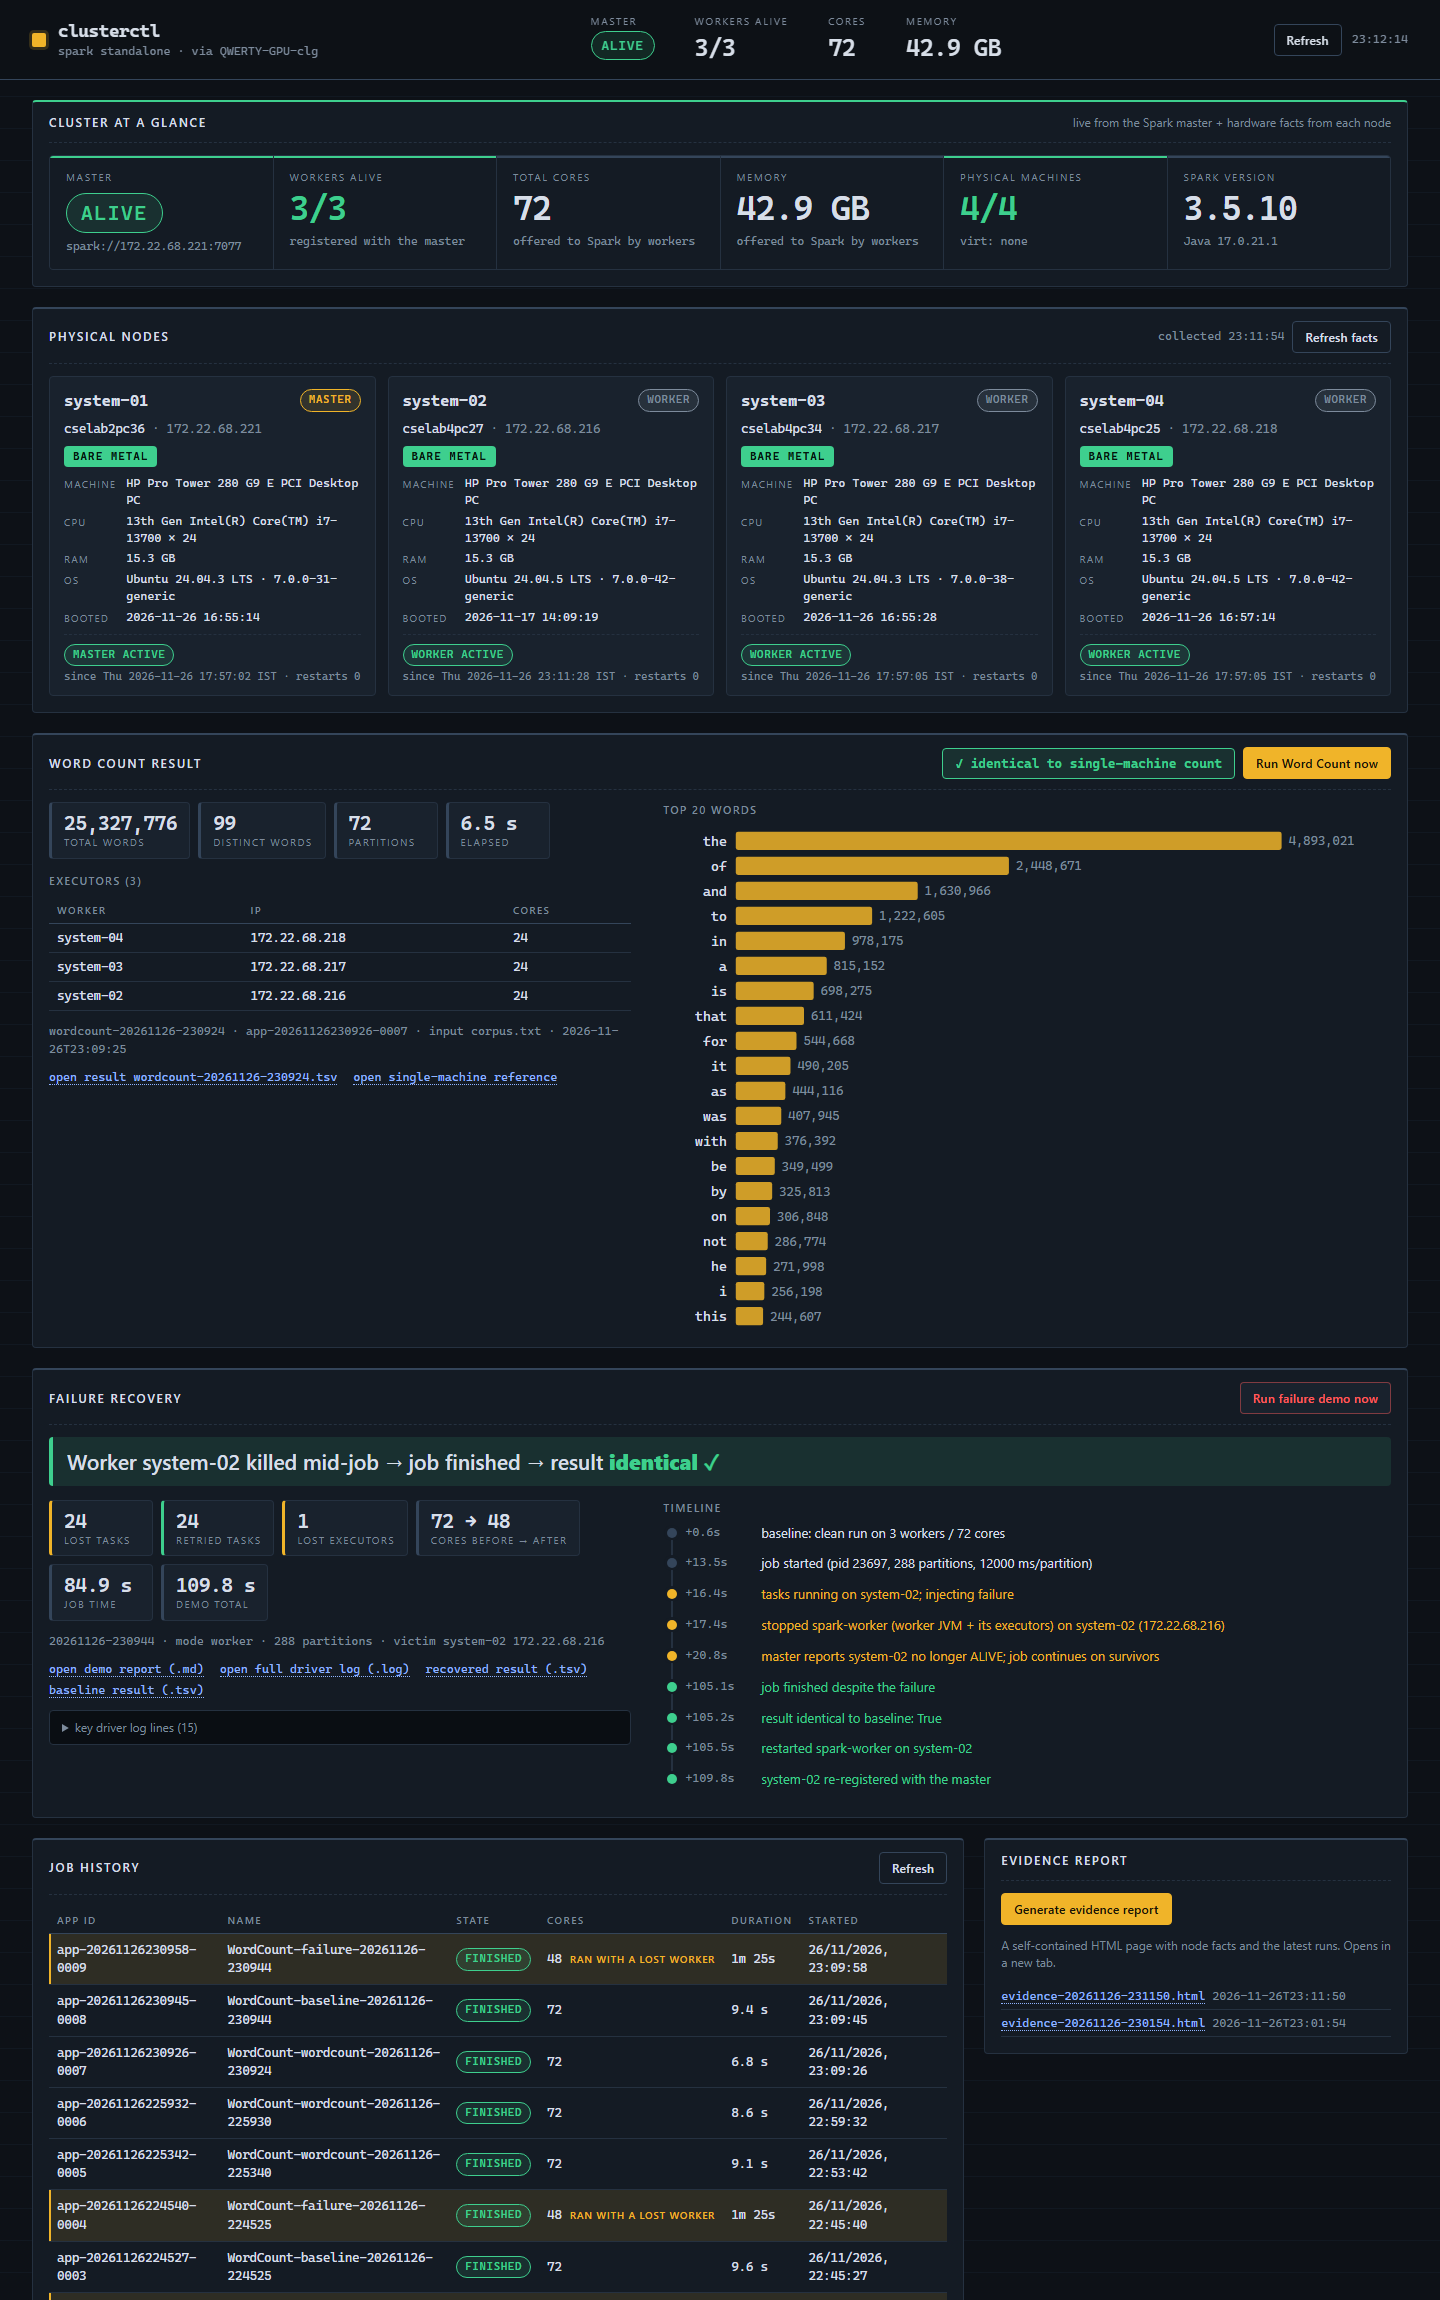 clusterctl
spark standalone · via QWERTY-GPU-clg
MASTER
ALIVE
WORKERS ALIVE
3/3
CORES
72
MEMORY
42.9 GB
Refresh
23:12:14
CLUSTER AT A GLANCE
live from the Spark master + hardware facts from each node
MASTER
ALIVE
spark://172.22.68.221:7077
WORKERS ALIVE
3/3
registered with the master
TOTAL CORES
72
offered to Spark by workers
MEMORY
42.9 GB
offered to Spark by workers
PHYSICAL MACHINES
4/4
virt: none
SPARK VERSION
3.5.10
Java 17.0.21.1
PHYSICAL NODES
collected 23:11:54
Refresh facts
system-01
MASTER
cselab2pc36 · 172.22.68.221
BARE METAL
MACHINE HP Pro Tower 280 G9 E PCI Desktop
PC
CPU 13th Gen Intel(R) Core(TM) i7-
13700 × 24
RAM 15.3 GB
OS Ubuntu 24.04.3 LTS · 7.0.0-31-
generic
BOOTED 2026-11-26 16:55:14
MASTER ACTIVE
since Thu 2026-11-26 17:57:02 IST · restarts 0
system-02
WORKER
cselab4pc27 · 172.22.68.216
BARE METAL
MACHINE HP Pro Tower 280 G9 E PCI Desktop
PC
CPU 13th Gen Intel(R) Core(TM) i7-
13700 × 24
RAM 15.3 GB
OS Ubuntu 24.04.5 LTS · 7.0.0-42-
generic
BOOTED 2026-11-17 14:09:19
WORKER ACTIVE
since Thu 2026-11-26 23:11:28 IST · restarts 0
system-03
WORKER
cselab4pc34 · 172.22.68.217
BARE METAL
MACHINE HP Pro Tower 280 G9 E PCI Desktop
PC
CPU 13th Gen Intel(R) Core(TM) i7-
13700 × 24
RAM 15.3 GB
OS Ubuntu 24.04.3 LTS · 7.0.0-38-
generic
BOOTED 2026-11-26 16:55:28
WORKER ACTIVE
since Thu 2026-11-26 17:57:05 IST · restarts 0
system-04
WORKER
cselab4pc25 · 172.22.68.218
BARE METAL
MACHINE HP Pro Tower 280 G9 E PCI Desktop
PC
CPU 13th Gen Intel(R) Core(TM) i7-
13700 × 24
RAM 15.3 GB
OS Ubuntu 24.04.5 LTS · 7.0.0-42-
generic
BOOTED 2026-11-26 16:57:14
WORKER ACTIVE
since Thu 2026-11-26 17:57:05 IST · restarts 0
WORD COUNT RESULT
✓ identical to single-machine count
Run Word Count now
25,327,776
TOTAL WORDS
99
DISTINCT WORDS
72
PARTITIONS
6.5 s
ELAPSED
EXECUTORS (3)
WORKER IP CORES
system-04 172.22.68.218 24
system-03 172.22.68.217 24
system-02 172.22.68.216 24
wordcount-20261126-230924 · app-20261126230926-0007 · input corpus.txt · 2026-11-
26T23:09:25
open result wordcount-20261126-230924.tsv open single-machine reference
TOP 20 WORDS
the 4,893,021
of 2,448,671
and 1,630,966
to 1,222,605
in 978,175
a 815,152
is 698,275
that 611,424
for 544,668
it 490,205
as 444,116
was 407,945
with 376,392
be 349,499
by 325,813
on 306,848
not 286,774
he 271,998
i 256,198
this 244,607
FAILURE RECOVERY
Run failure demo now
Worker system-02 killed mid-job → job finished → result identical ✓
24
LOST TASKS
24
RETRIED TASKS
1
LOST EXECUTORS
72 → 48
CORES BEFORE → AFTER
84.9 s
JOB TIME
109.8 s
DEMO TOTAL
20261126-230944 · mode worker · 288 partitions · victim system-02 172.22.68.216
open demo report (.md) open full driver log (.log) recovered result (.tsv)
baseline result (.tsv)
▶ key driver log lines (15)
TIMELINE
+0.6s baseline: clean run on 3 workers / 72 cores
+13.5s job started (pid 23697, 288 partitions, 12000 ms/partition)
+16.4s tasks running on system-02; injecting failure
+17.4s stopped spark-worker (worker JVM + its executors) on system-02 (172.22.68.216)
+20.8s master reports system-02 no longer ALIVE; job continues on survivors
+105.1s job finished despite the failure
+105.2s result identical to baseline: True
+105.5s restarted spark-worker on system-02
+109.8s system-02 re-registered with the master
JOB HISTORY
Refresh
APP ID NAME STATE CORES DURATION STARTED
app-20261126230958- WordCount-failure-20261126- FINISHED 48 RAN WITH A LOST WORKER 1m 25s 26/11/2026,
0009 230944 23:09:58
app-20261126230945- WordCount-baseline-20261126- FINISHED 72 9.4 s 26/11/2026,
0008 230944 23:09:45
app-20261126230926- WordCount-wordcount-20261126- FINISHED 72 6.8 s 26/11/2026,
0007 230924 23:09:26
app-20261126225932- WordCount-wordcount-20261126- FINISHED 72 8.6 s 26/11/2026,
0006 225930 22:59:32
app-20261126225342- WordCount-wordcount-20261126- FINISHED 72 9.1 s 26/11/2026,
0005 225340 22:53:42
app-20261126224540- WordCount-failure-20261126- FINISHED 48 RAN WITH A LOST WORKER 1m 25s 26/11/2026,
0004 224525 22:45:40
app-20261126224527- WordCount-baseline-20261126- FINISHED 72 9.6 s 26/11/2026,
0003 224525 22:45:27
EVIDENCE REPORT
Generate evidence report
A self-contained HTML page with node facts and the latest runs. Opens in
a new tab.
evidence-20261126-231150.html 2026-11-26T23:11:50
evidence-20261126-230154.html 2026-11-26T23:01:54